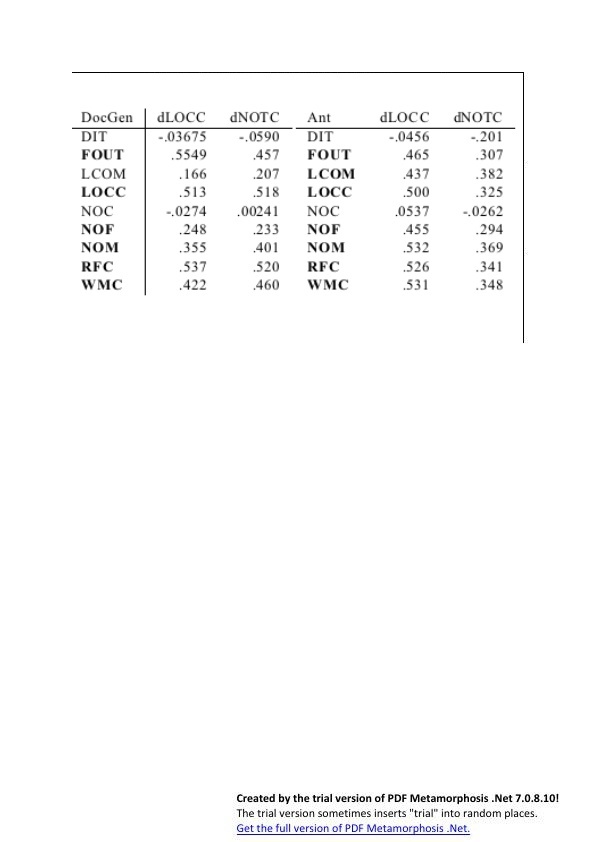 DocGen dLOCC dNOTC Ant dLOCC dNOTC
DIT -.03675 -.0590 DIT -.0456 -.201
FOUT .5549 .457 FOUT .465 .307
LCOM .166 .207 LCOM .437 .382
LOCC .513 .518 LOCC .500 .325
NOC -.0274 .00241 NOC .0537 -.0262
NOF .248 .233 NOF .455 .294
NOM .355 .401 NOM .532 .369
RFC .537 .520 RFC .526 .341
WMC .422 .460 WMC .531 .348
Created by the trial version of PDF Metamorphosis .Net 7.0.8.10!
The trial version sometimes inserts "trial" into random places.
Get the full version of PDF Metamorphosis .Net.